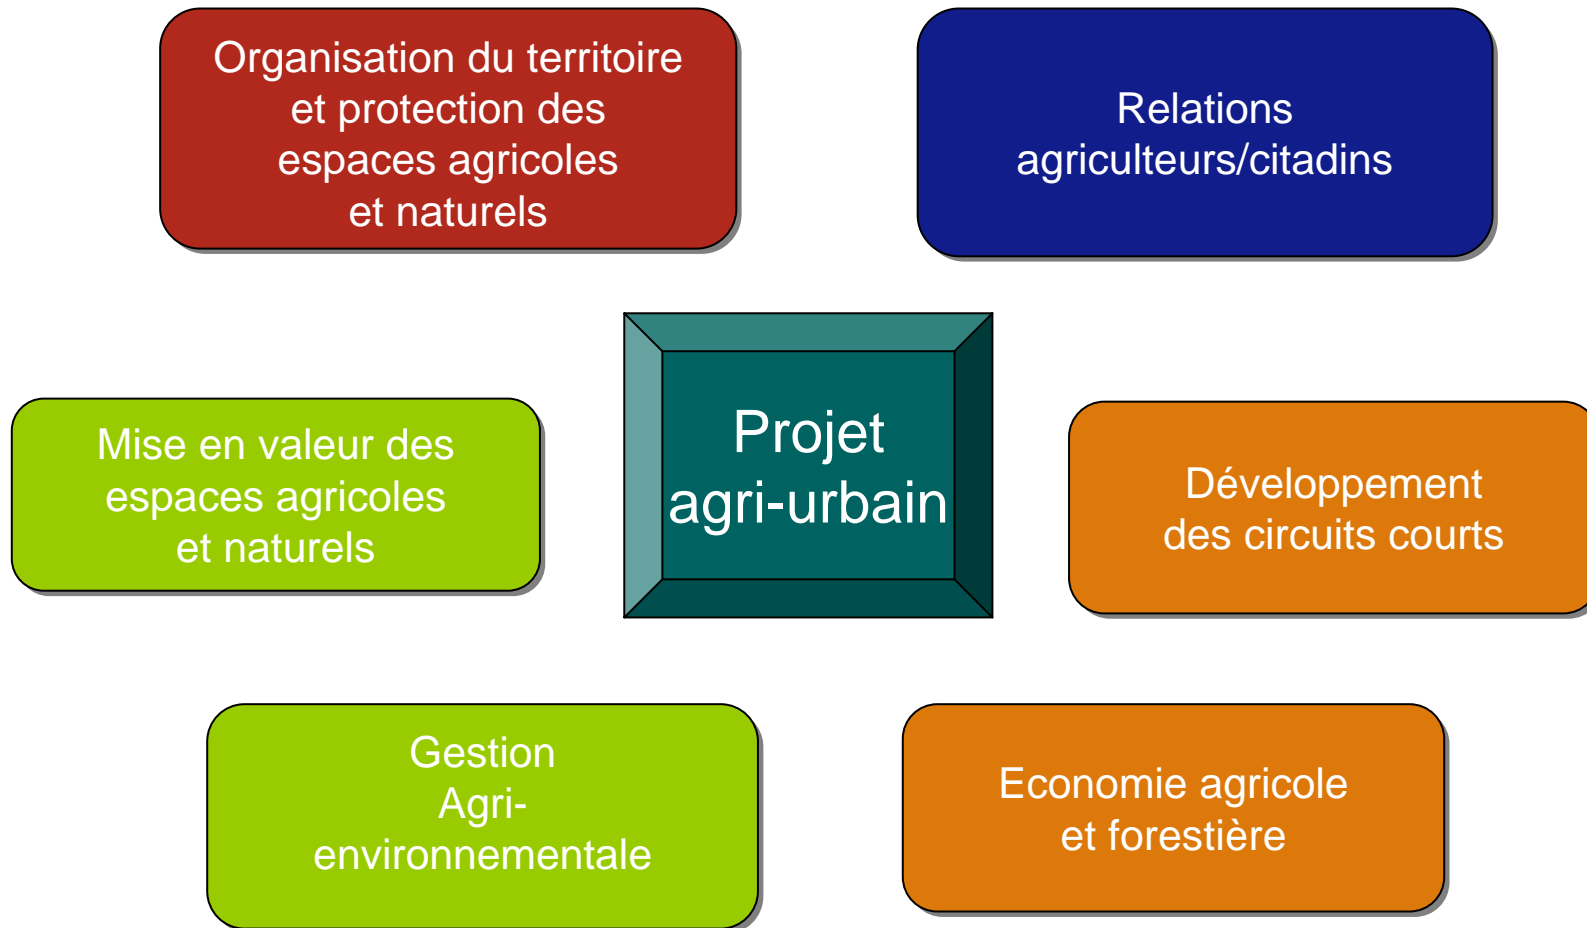 Organisation du territoire
et protection des
espaces agricoles
et naturels
Relations
agriculteurs/citadins
Projet
agri-urbain
Mise en valeur des
espaces agricoles
et naturels
Développement
des circuits courts
Gestion
Agri-
environnementale
Economie agricole
et forestière